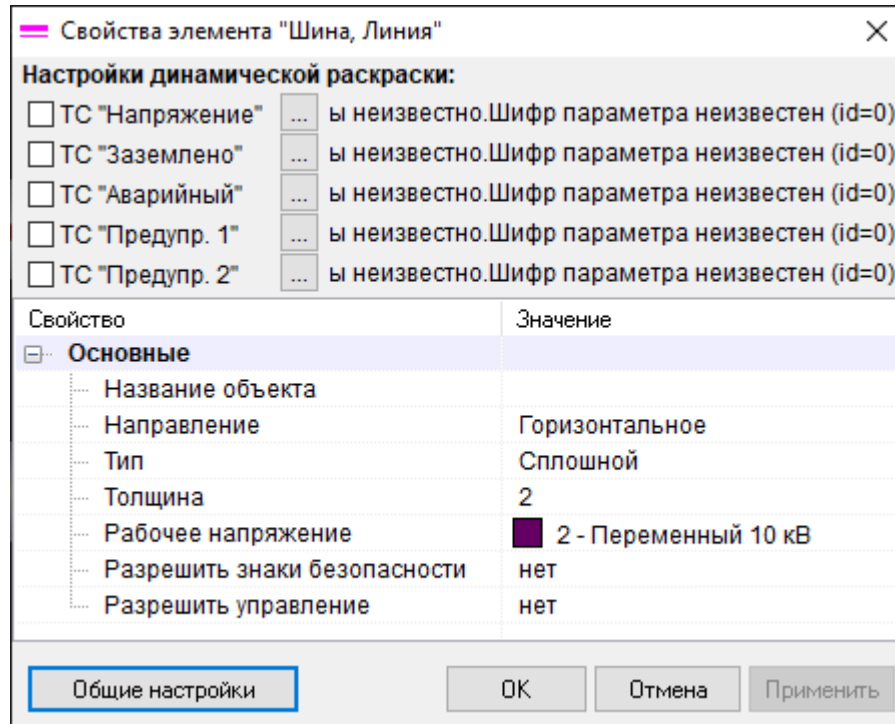 Свойства элемента "Шина, Линия"
Настройки динамической раскраски:
ТС "Напряжение" ... ы неизвестно.Шифр параметра неизвестен (id=0)
ТС "Заземлено" ... ы неизвестно.Шифр параметра неизвестен (id=0)
ТС "Аварийный" ... ы неизвестно.Шифр параметра неизвестен (id=0)
ТС "Предупр. 1" ... ы неизвестно.Шифр параметра неизвестен (id=0)
ТС "Предупр. 2" ... ы неизвестно.Шифр параметра неизвестен (id=0)
Свойство Значение
Основные
Название объекта
Направление Горизонтальное
Тип Сплошной
Толщина 2
Рабочее напряжение 2 - Переменный 10 кВ
Разрешить знаки безопасности нет
Разрешить управление нет
Общие настройки OK Отмена Применить